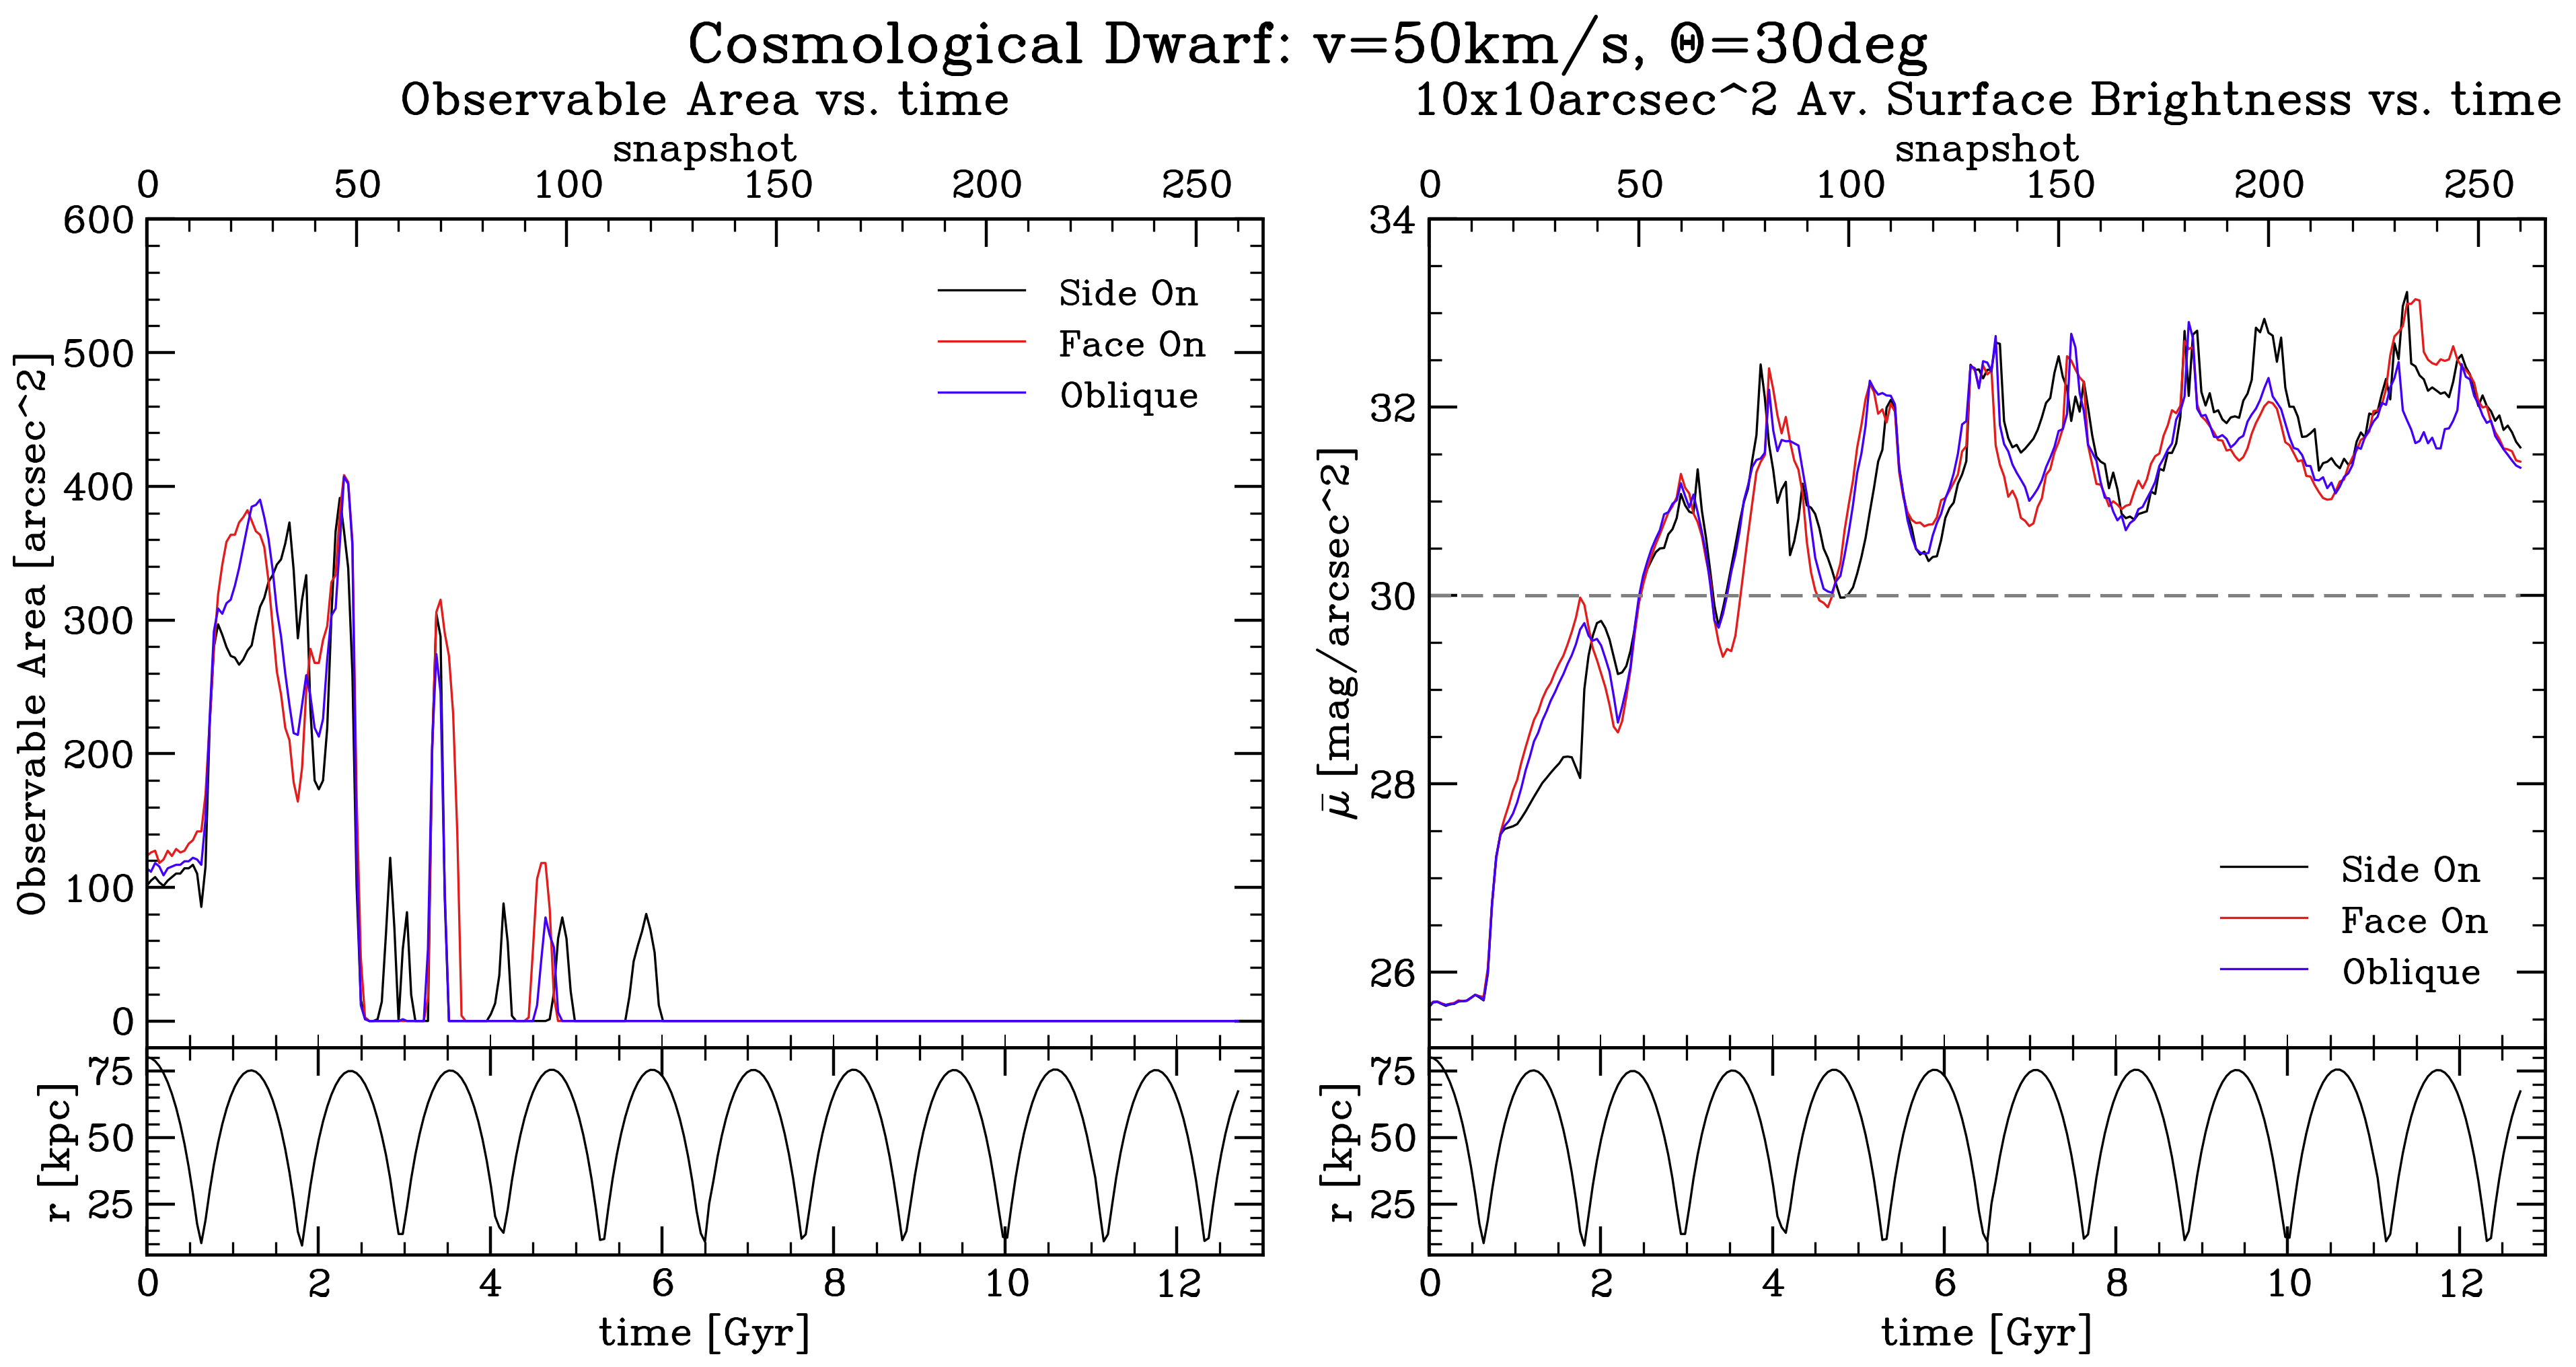 Cosmological Dwarf: v=50km/s, Θ=30deg
Observable Area vs. time
snapshot
0 50 100 150 200 250
600
500
400
300
200
100
0
Observable Area [arcsec^2]
Side On
Face On
Oblique
75
50
25
r [kpc]
0 2 4 6 8 10 12
time [Gyr]
10x10arcsec^2 Av. Surface Brightness vs. time
snapshot
0 50 100 150 200 250
34
32
30
28
26
μ̄ [mag/arcsec^2]
Side On
Face On
Oblique
75
50
25
r [kpc]
0 2 4 6 8 10 12
time [Gyr]